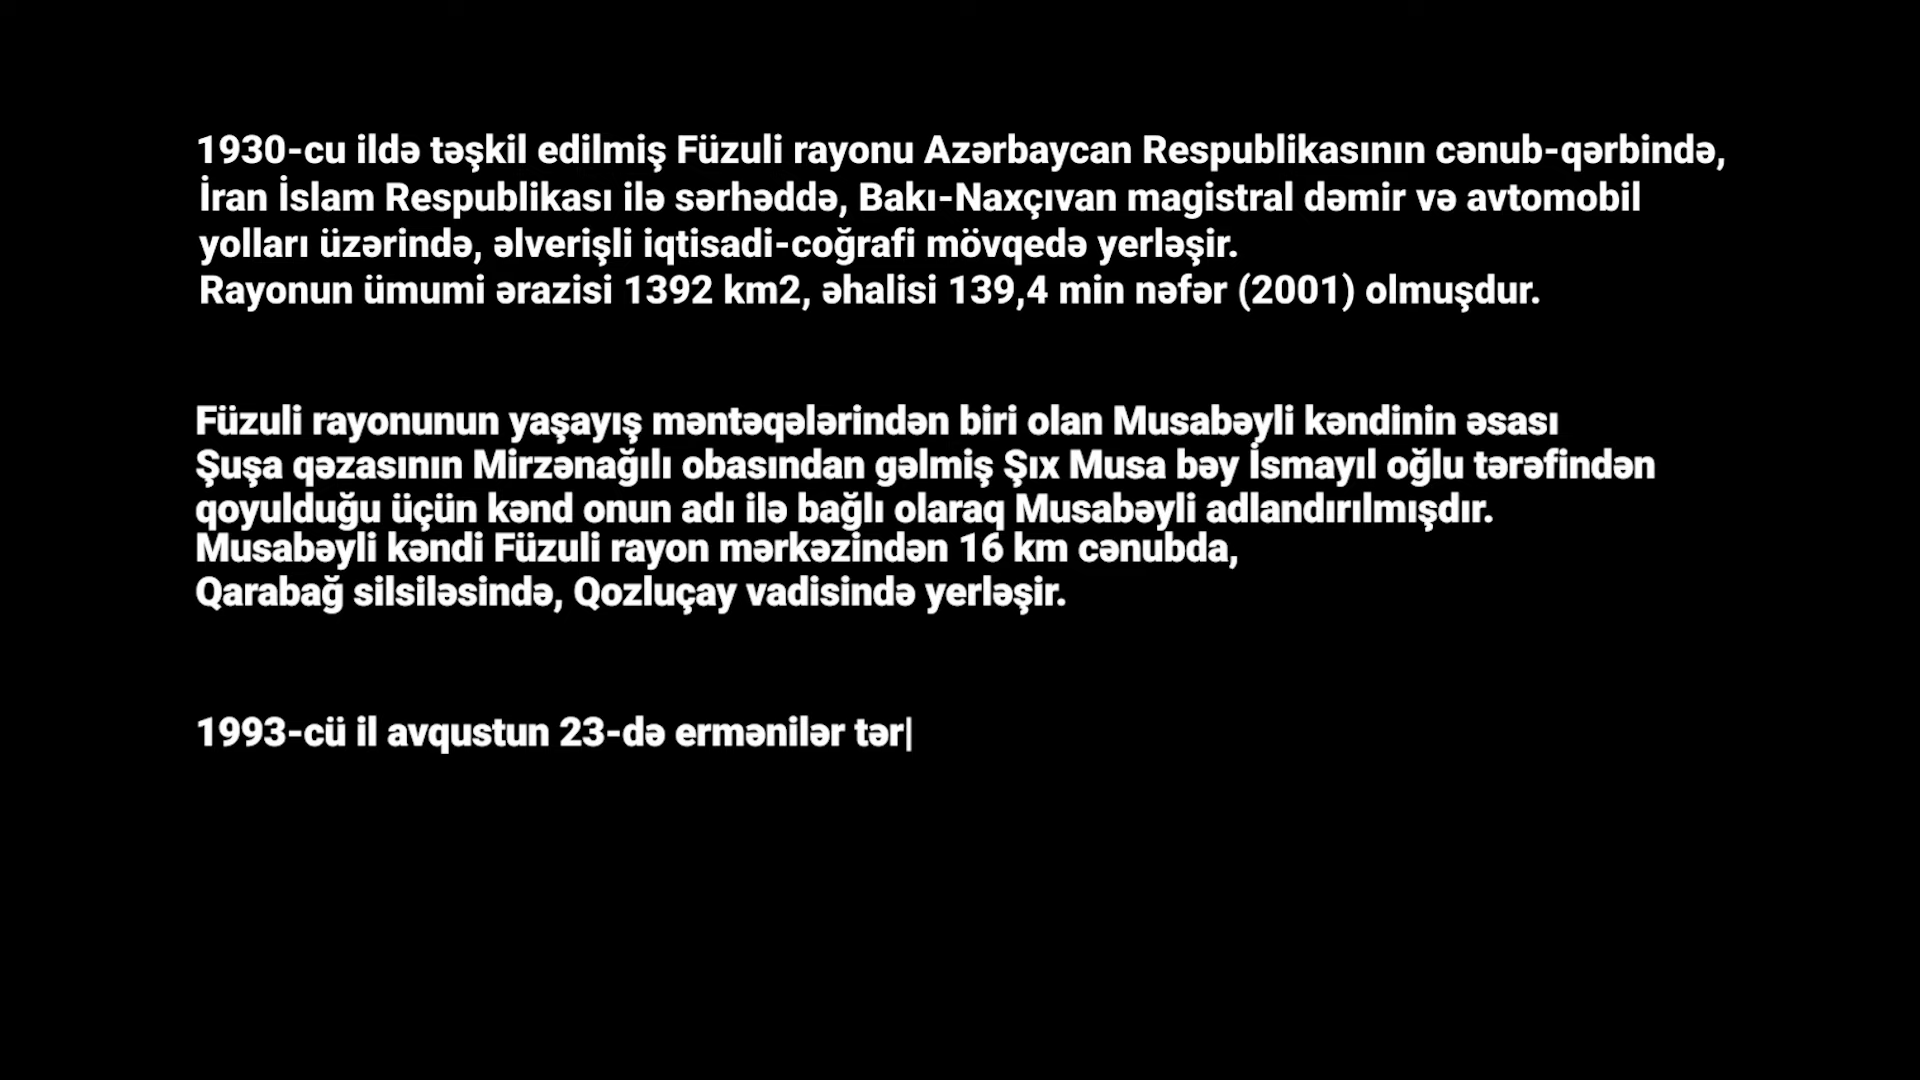 1930-cu ildə təşkil edilmiş Füzuli rayonu Azərbaycan Respublikasının cənub-qərbində,
İran İslam Respublikası ilə sərhəddə, Bakı-Naxçıvan magistral dəmir və avtomobil
yolları üzərində, əlverişli iqtisadi-coğrafi mövqedə yerləşir.
Rayonun ümumi ərazisi 1392 km2, əhalisi 139,4 min nəfər (2001) olmuşdur.
Füzuli rayonunun yaşayış məntəqələrindən biri olan Musabəyli kəndinin əsası
Şuşa qəzasının Mirzənağılı obasından gəlmiş Şıx Musa bəy İsmayıl oğlu tərəfindən
qoyulduğu üçün kənd onun adı ilə bağlı olaraq Musabəyli adlandırılmışdır.
Musabəyli kəndi Füzuli rayon mərkəzindən 16 km cənubda,
Qarabağ silsiləsində, Qozluçay vadisində yerləşir.
1993-cü il avqustun 23-də ermənilər tər|